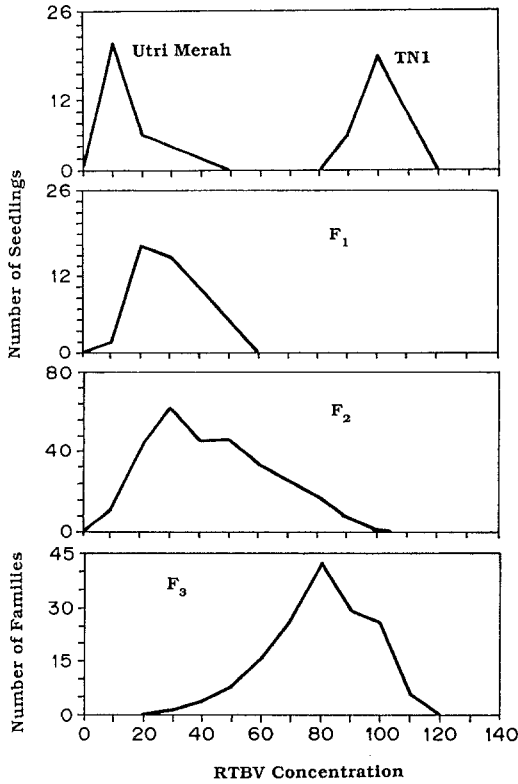 26
Utri Merah
TN1
12
0
26
F1
12
0
Number of Seedlings
80
F2
40
0
45
F3
30
15
0
Number of Families
0 20 40 60 80 100 120 140
RTBV Concentration